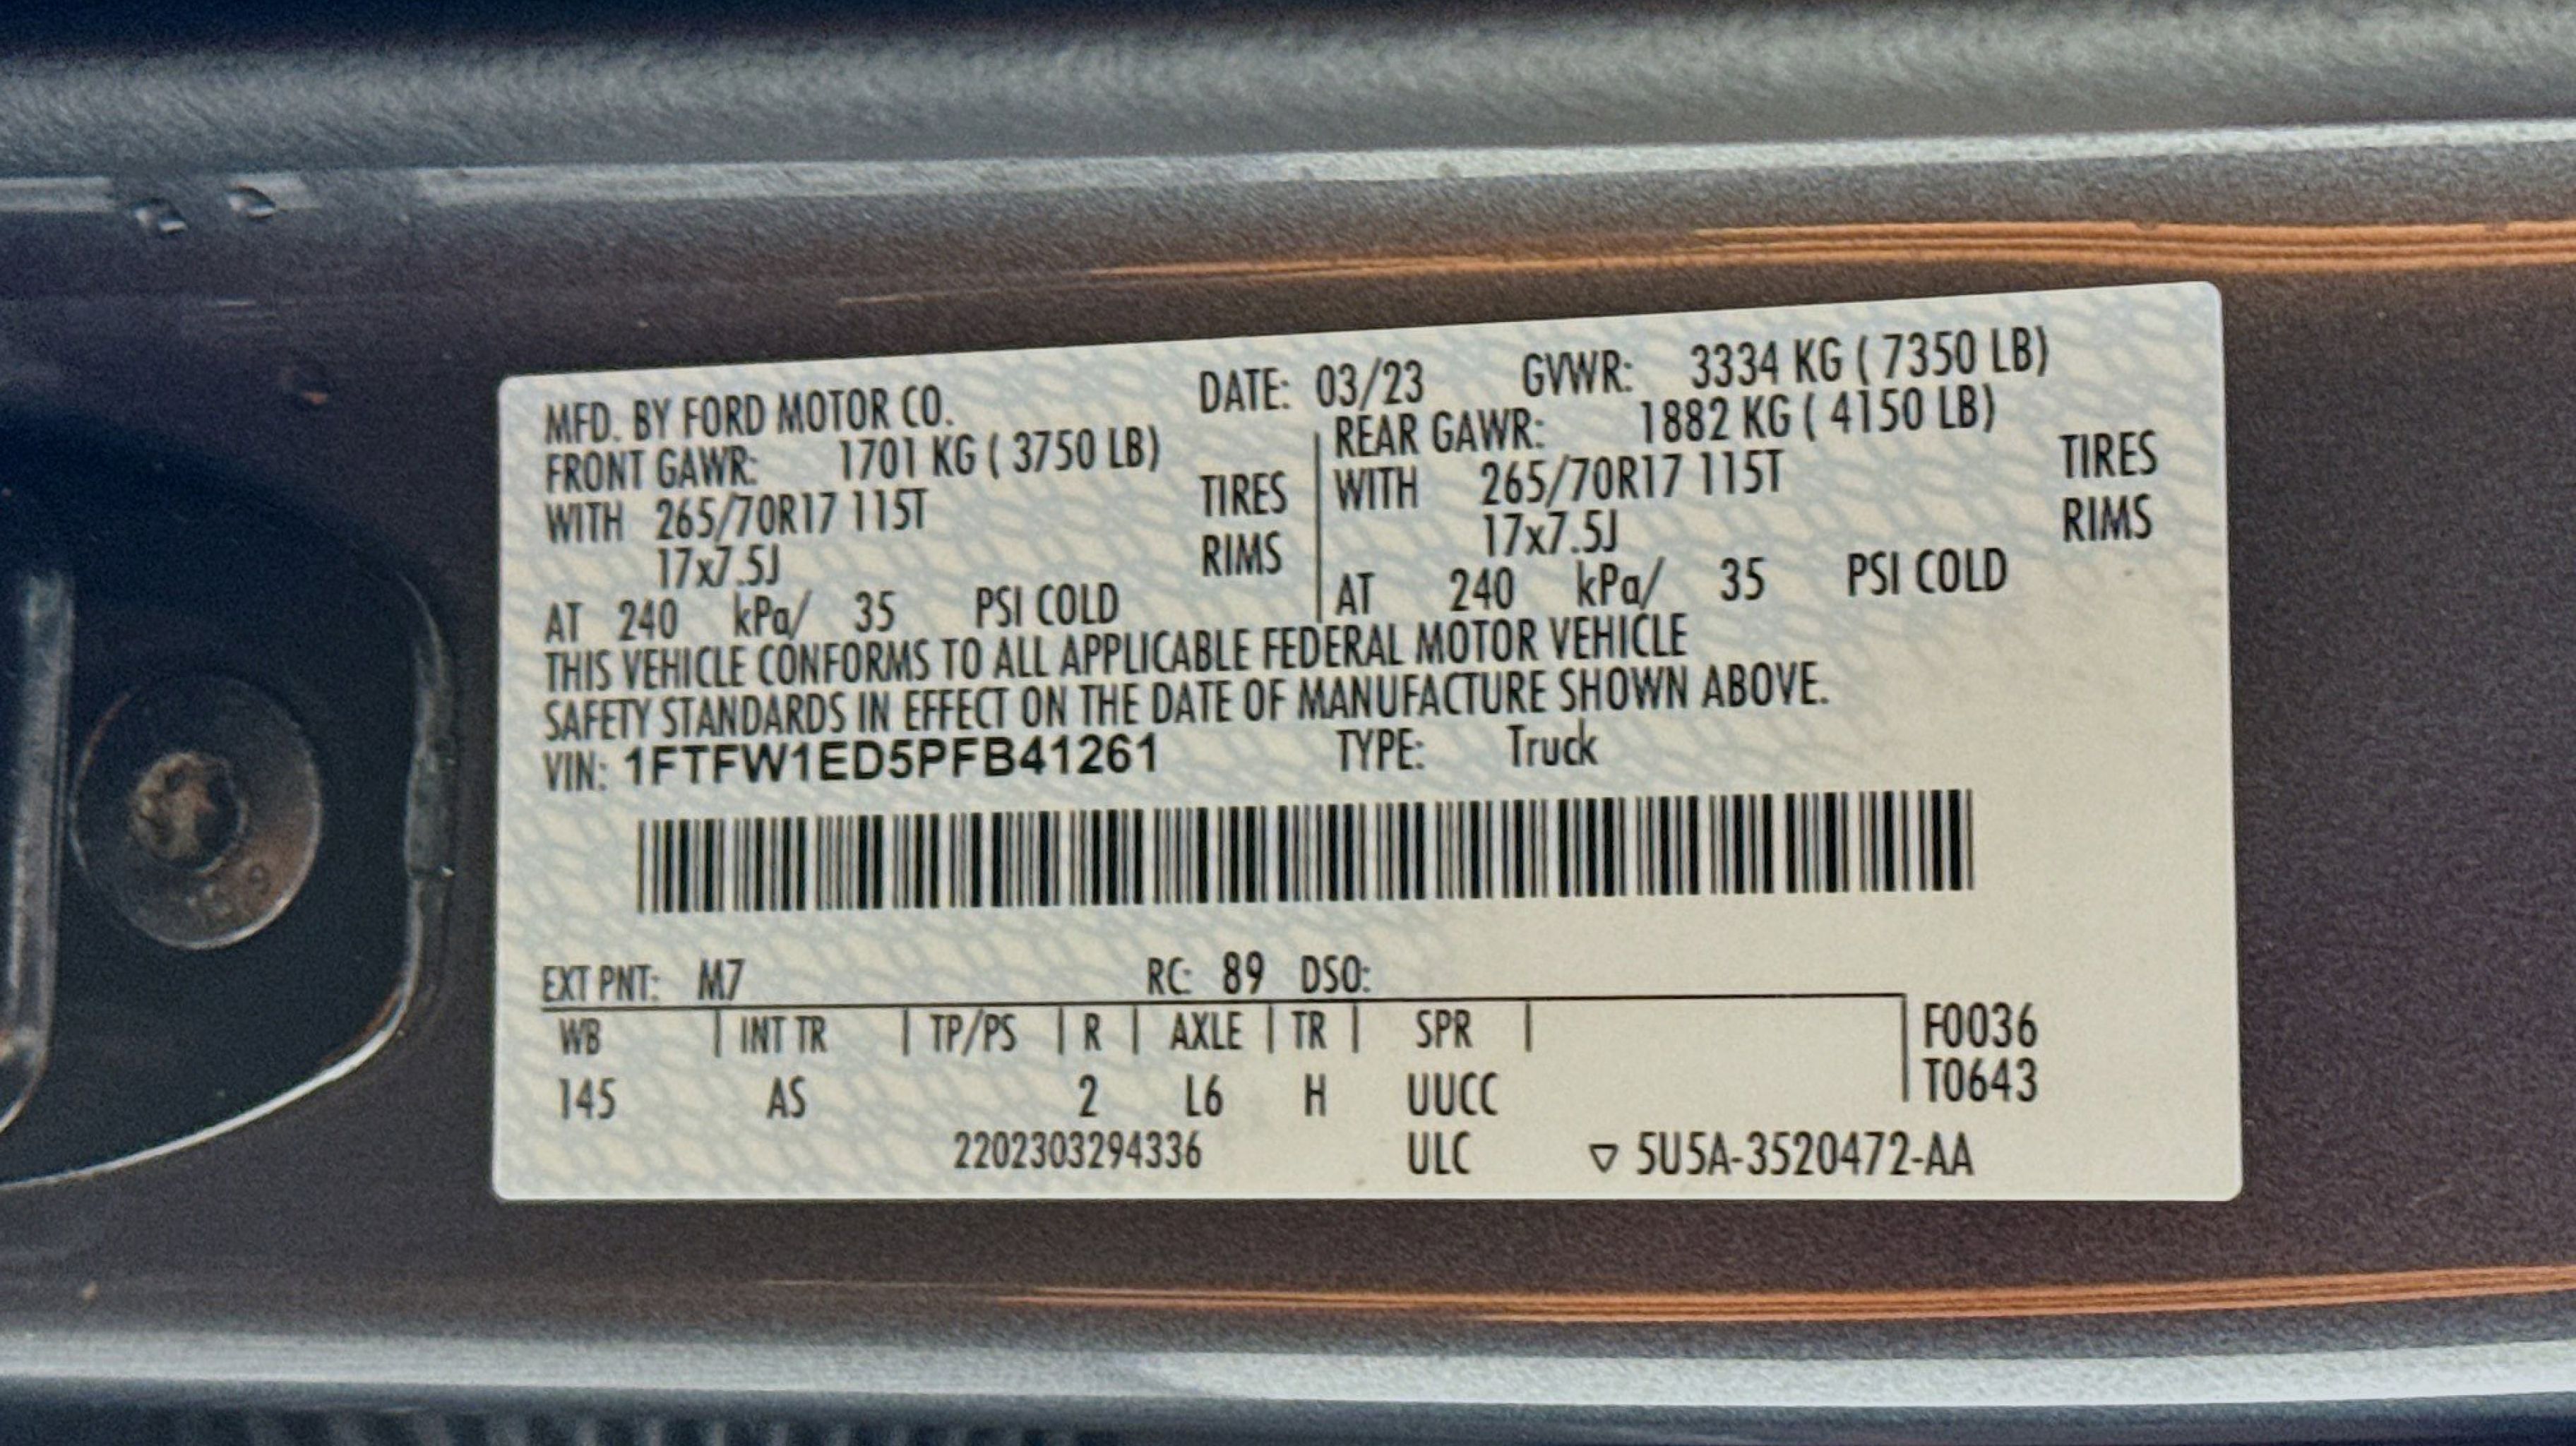 MFD. BY FORD MOTOR CO. DATE: 03/23 GVWR: 3334 KG ( 7350 LB)
FRONT GAWR: 1701 KG ( 3750 LB) REAR GAWR: 1882 KG ( 4150 LB)
WITH 265/70R17 115T TIRES WITH 265/70R17 115T TIRES
17x7.5J RIMS 17x7.5J RIMS
AT 240 kPa/ 35 PSI COLD AT 240 kPa/ 35 PSI COLD
THIS VEHICLE CONFORMS TO ALL APPLICABLE FEDERAL MOTOR VEHICLE
SAFETY STANDARDS IN EFFECT ON THE DATE OF MANUFACTURE SHOWN ABOVE.
VIN: 1FTFW1ED5PFB41261 TYPE: Truck
EXT PNT: M7 RC: 89 DSO:
WB INT TR TP/PS R AXLE TR SPR F0036
145 AS 2 L6 H UUCC T0643
2202303294336 ULC ▽ 5U5A-3520472-AA